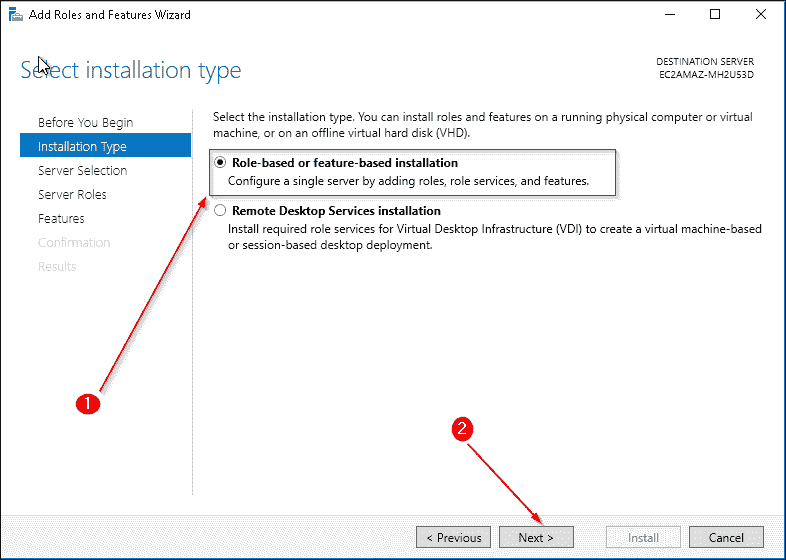 Add Roles and Features Wizard
Select installation type
DESTINATION SERVER
EC2AMAZ-MH2U53D
Before You Begin
Installation Type
Server Selection
Server Roles
Features
Confirmation
Results
Select the installation type. You can install roles and features on a running physical computer or virtual
machine, or on an offline virtual hard disk (VHD).
Role-based or feature-based installation
Configure a single server by adding roles, role services, and features.
Remote Desktop Services installation
Install required role services for Virtual Desktop Infrastructure (VDI) to create a virtual machine-based
or session-based desktop deployment.
1
2
< Previous
Next >
Install
Cancel